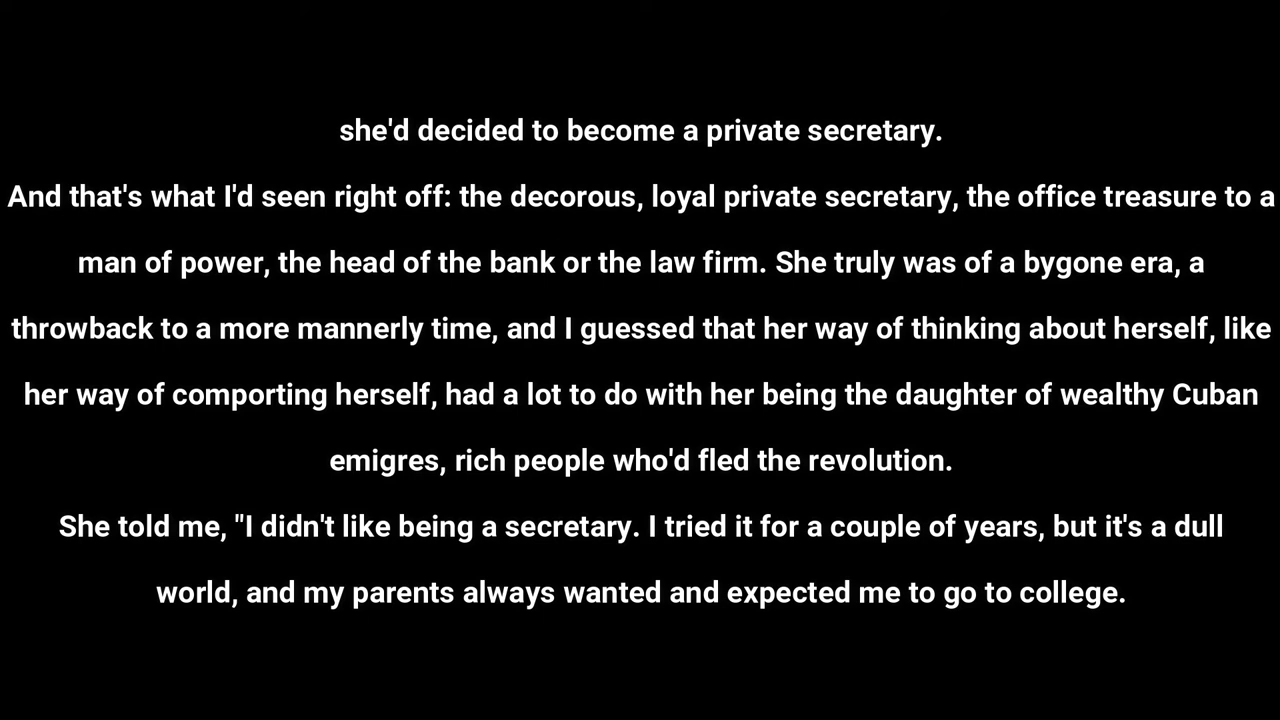 she'd decided to become a private secretary.
And that's what I'd seen right off: the decorous, loyal private secretary, the office treasure to a
man of power, the head of the bank or the law firm. She truly was of a bygone era, a
throwback to a more mannerly time, and I guessed that her way of thinking about herself, like
her way of comporting herself, had a lot to do with her being the daughter of wealthy Cuban
emigres, rich people who'd fled the revolution.
She told me, "I didn't like being a secretary. I tried it for a couple of years, but it's a dull
world, and my parents always wanted and expected me to go to college.